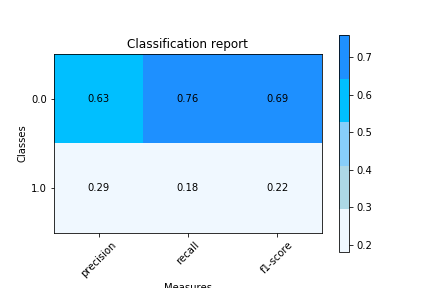 Classification report
0.0 0.63 0.76 0.69
1.0 0.29 0.18 0.22
Classes
precision recall f1-score
Measures
0.7
0.6
0.5
0.4
0.3
0.2